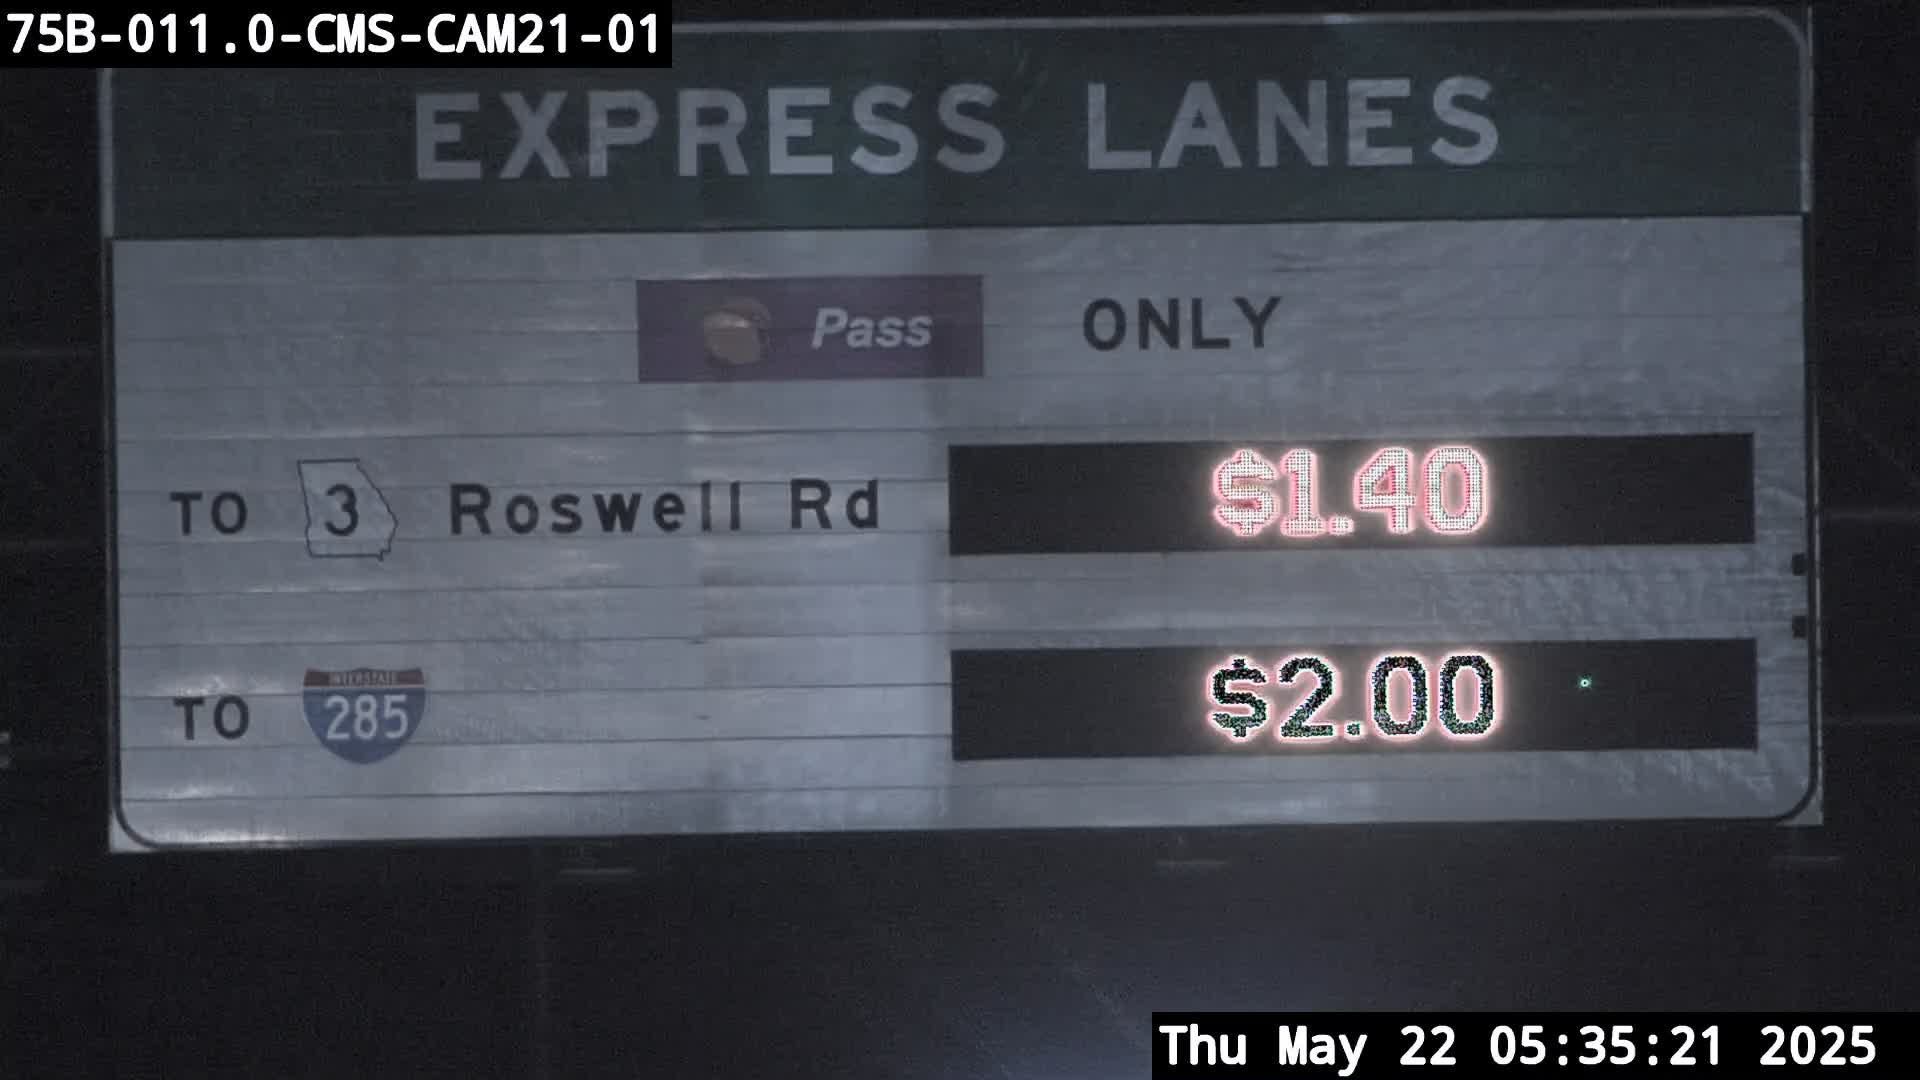 75B-011.0-CMS-CAM21-01
EXPRESS LANES
Pass ONLY
TO 3 Roswell Rd $1.40
TO INTERSTATE 285 $2.00
Thu May 22 05:35:21 2025